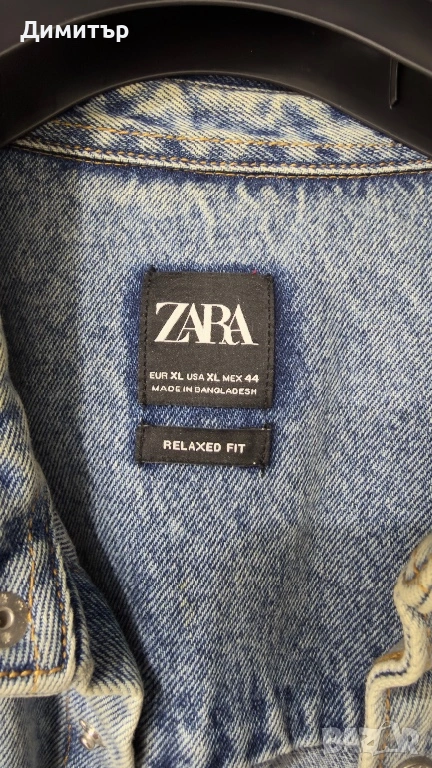 Димитър
ZARA
EUR XL USA XL MEX 44
MADE IN BANGLADESH
RELAXED FIT